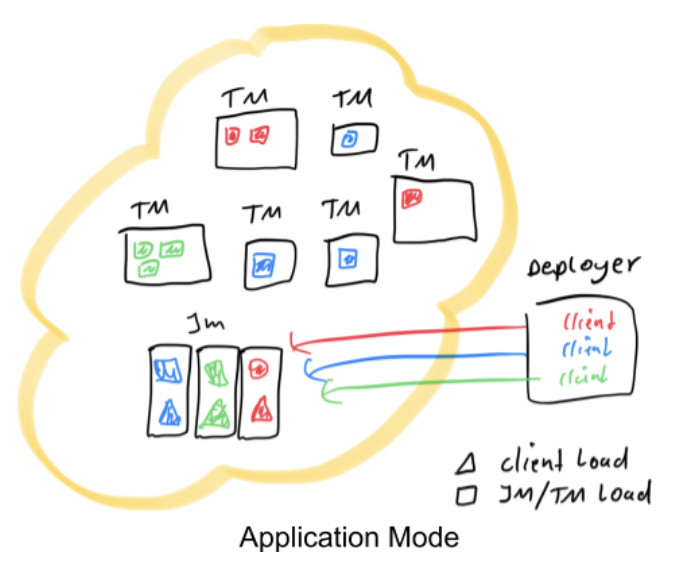 TM
TM
TM
TM
TM
TM
Deployer
Jm
client
client
client
client load
JM/TM load
Application Mode